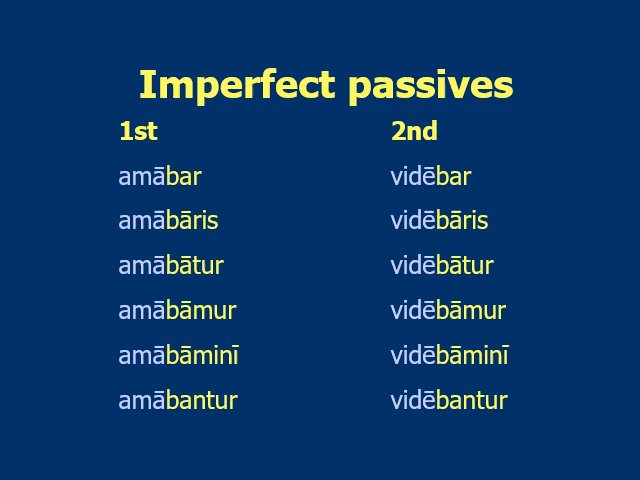 Imperfect passives
1st 2nd
amābar vidēbar
amābāris vidēbāris
amābātur vidēbātur
amābāmur vidēbāmur
amābāminī vidēbāminī
amābantur vidēbantur